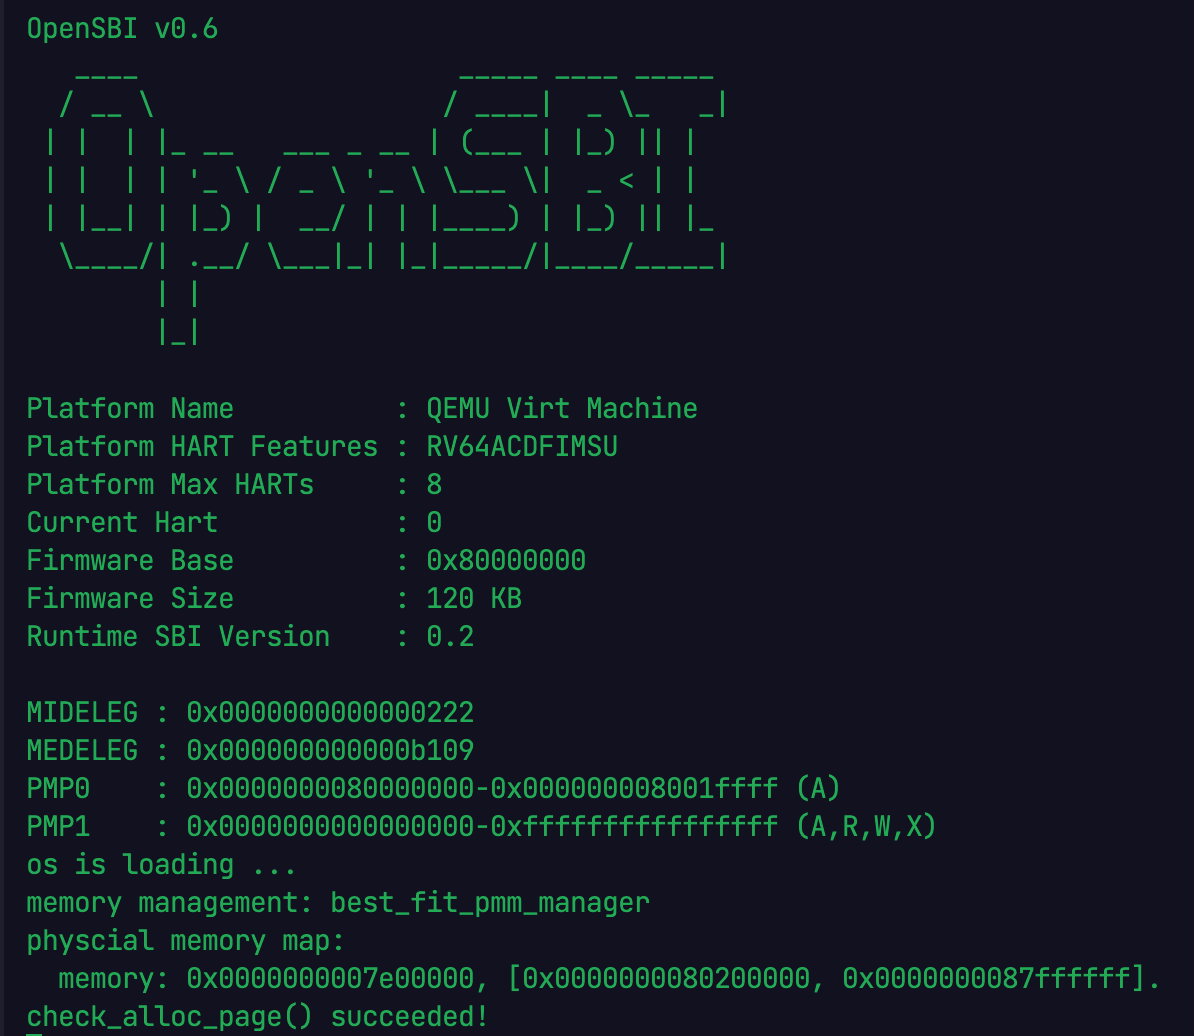 OpenSBI v0.6
   ____                    _____ ____ _____
  / __ \                  / ____|  _ \_   _|
 | |  | |_ __   ___ _ __ | (___ | |_) || |
 | |  | | '_ \ / _ \ '_ \ \___ \|  _ < | |
 | |__| | |_) |  __/ | | |____) | |_) || |_
  \____/| .__/ \___|_| |_|_____/|____/_____|
        | |
        |_|
Platform Name          : QEMU Virt Machine
Platform HART Features : RV64ACDFIMSU
Platform Max HARTs     : 8
Current Hart           : 0
Firmware Base          : 0x80000000
Firmware Size          : 120 KB
Runtime SBI Version    : 0.2
MIDELEG : 0x0000000000000222
MEDELEG : 0x000000000000b109
PMP0    : 0x0000000080000000-0x000000008001ffff (A)
PMP1    : 0x0000000000000000-0xffffffffffffffff (A,R,W,X)
os is loading ...
memory management: best_fit_pmm_manager
physcial memory map:
  memory: 0x0000000007e00000, [0x0000000080200000, 0x0000000087ffffff].
check_alloc_page() succeeded!